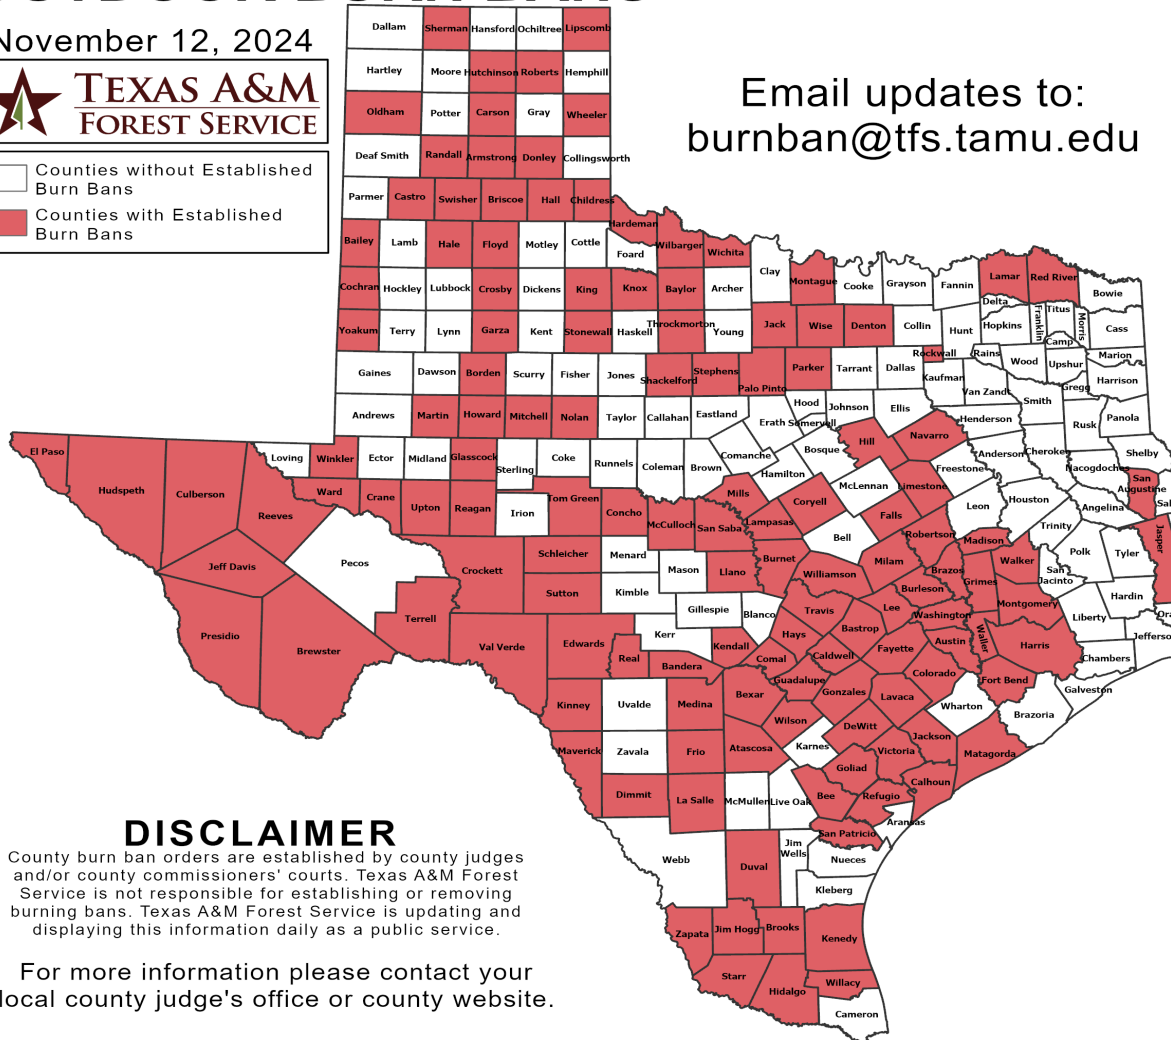 November 12, 2024
TEXAS A&M
FOREST SERVICE
Counties without Established
Burn Bans
Counties with Established
Burn Bans
Email updates to:
burnban@tfs.tamu.edu
Dallam Sherman Hansford Ochiltree Lipscomb
Hartley Moore Hutchinson Roberts Hemphill
Oldham Potter Carson Gray Wheeler
Deaf Smith Randall Armstrong Donley Collingsworth
Parmer Castro Swisher Briscoe Hall Childress
Hardeman
Bailey Lamb Hale Floyd Motley Cottle Foard Wilbarger Wichita
Clay Montague Cooke Grayson Fannin Lamar Red River Bowie
Cochran Hockley Lubbock Crosby Dickens King Knox Baylor Archer
Delta Franklin Titus Morris Cass
Yoakum Terry Lynn Garza Kent Stonewall Haskell Throckmorton Young Jack Wise Denton Collin Hunt Hopkins
Camp
Rockwall Rains Wood Upshur Marion
Gaines Dawson Borden Scurry Fisher Jones Shackelford Stephens Palo Pinto Parker Tarrant Dallas Kaufman Van Zandt Smith Gregg Harrison
Andrews Martin Howard Mitchell Nolan Taylor Callahan Eastland Erath Hood Somervell Johnson Ellis Henderson Rusk Panola
El Paso Hudspeth Culberson Reeves Loving Winkler Ector Midland Glasscock Sterling Coke Runnels Coleman Brown Comanche Hamilton Bosque Hill Navarro Freestone Anderson Cherokee Nacogdoches Shelby
San
Augustine
Ward Crane Upton Reagan Irion Tom Green Concho McCulloch San Saba Mills Lampasas Coryell McLennan Limestone Falls Leon Houston Angelina
Sal
Trinity Polk Tyler Jasper
Jeff Davis Pecos Crockett Schleicher Menard Mason Llano Burnet Bell Williamson Milam Robertson Madison Brazos Grimes Walker
San
Jacinto
Presidio Brewster Terrell Val Verde Sutton Kimble Gillespie Blanco Travis Lee Burleson Washington Montgomery Liberty Hardin
Ora
Jefferso
Edwards Real Kerr Bandera Kendall Comal Hays Caldwell Bastrop Fayette Austin Waller Harris Chambers
Kinney Uvalde Medina Bexar Guadalupe Gonzales Lavaca Colorado Fort Bend Wharton Brazoria Galveston
Maverick Zavala Frio Atascosa Wilson Karnes DeWitt Victoria Jackson Matagorda
Dimmit La Salle McMullen Live Oak Bee Goliad Refugio Calhoun Aransas
San Patricio
Webb Duval
Jim
Wells
Nueces
Kleberg
Zapata Jim Hogg Brooks Kenedy
Starr Hidalgo Willacy
Cameron
DISCLAIMER
County burn ban orders are established by county judges
and/or county commissioners' courts. Texas A&M Forest
Service is not responsible for establishing or removing
burning bans. Texas A&M Forest Service is updating and
displaying this information daily as a public service.
For more information please contact your
local county judge's office or county website.